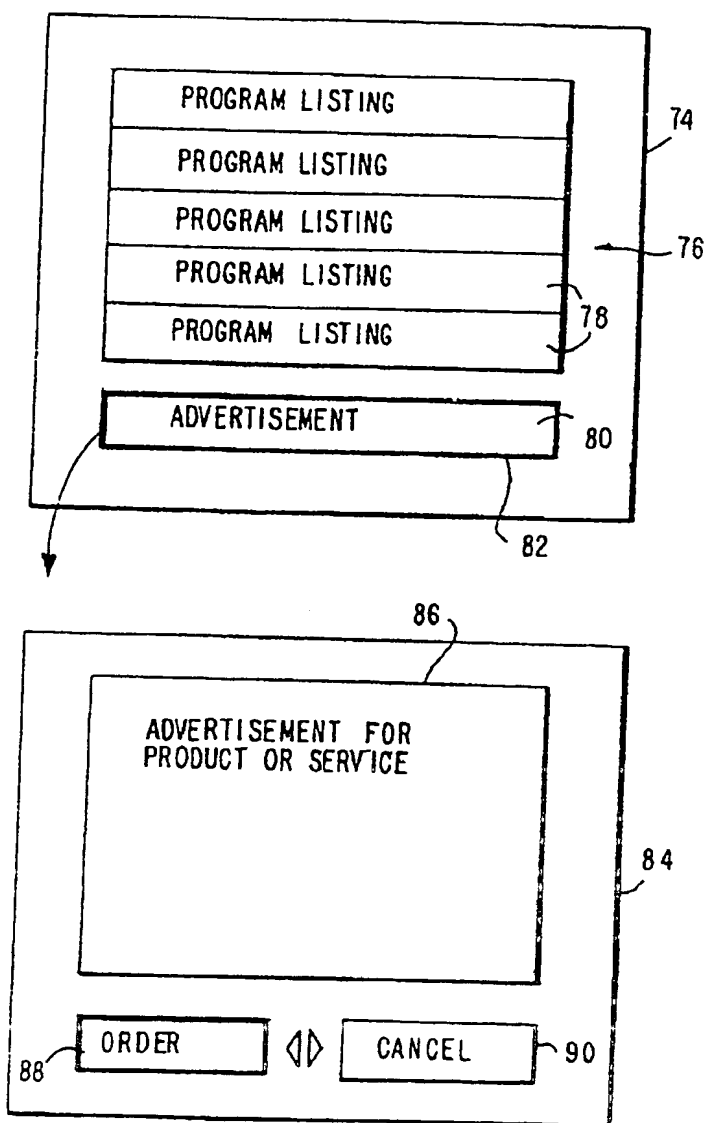 PROGRAM LISTING
74
PROGRAM LISTING
PROGRAM LISTING
76
PROGRAM LISTING
78
PROGRAM LISTING
ADVERTISEMENT
80
82
86
ADVERTISEMENT FOR
PRODUCT OR SERVICE
84
ORDER
CANCEL
90
88